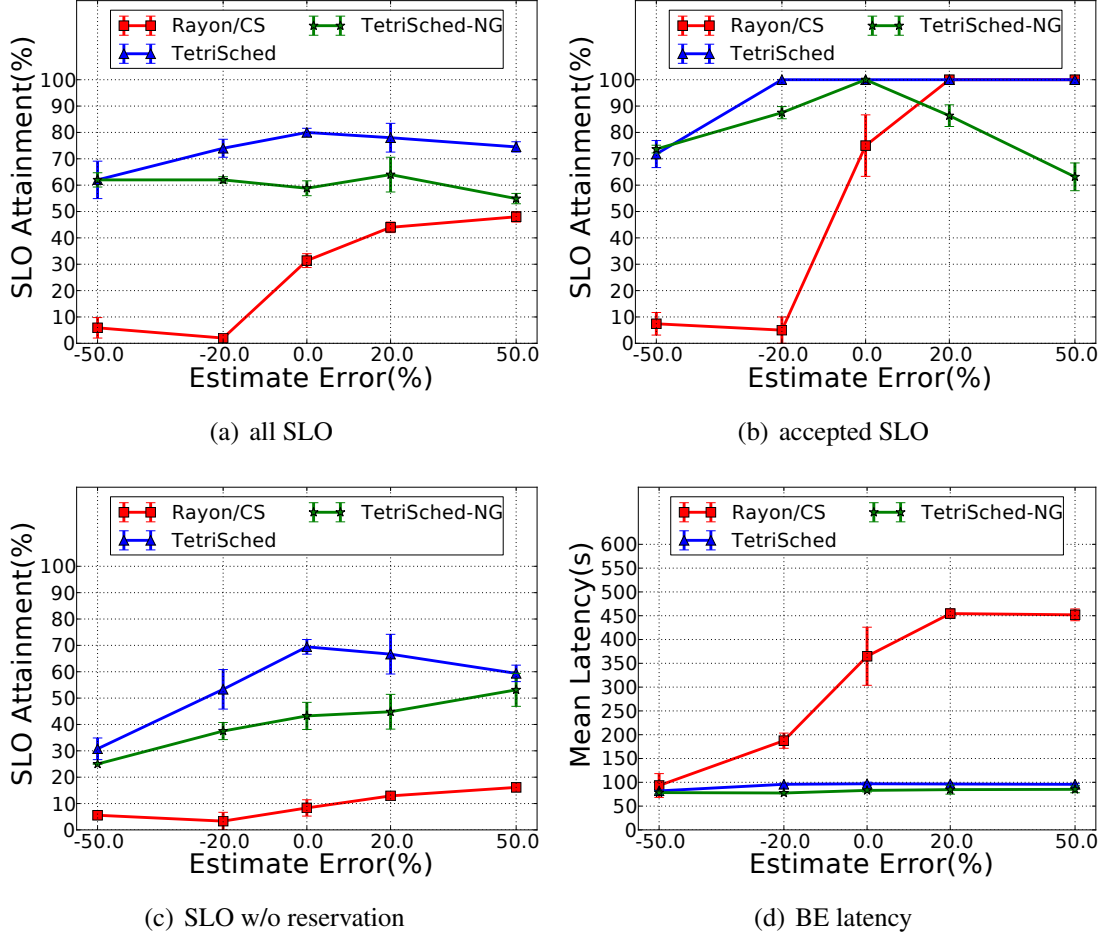 Rayon/CS
TetriSched
TetriSched-NG
SLO Attainment(%)
100
90
80
70
60
50
40
30
20
10
0
-50.0 -20.0 0.0 20.0 50.0
Estimate Error(%)
(a) all SLO
Rayon/CS
TetriSched
TetriSched-NG
SLO Attainment(%)
100
90
80
70
60
50
40
30
20
10
0
-50.0 -20.0 0.0 20.0 50.0
Estimate Error(%)
(b) accepted SLO
Rayon/CS
TetriSched
TetriSched-NG
SLO Attainment(%)
100
90
80
70
60
50
40
30
20
10
0
-50.0 -20.0 0.0 20.0 50.0
Estimate Error(%)
(c) SLO w/o reservation
Rayon/CS
TetriSched
TetriSched-NG
Mean Latency(s)
600
550
500
450
400
350
300
250
200
150
100
50
0
-50.0 -20.0 0.0 20.0 50.0
Estimate Error(%)
(d) BE latency